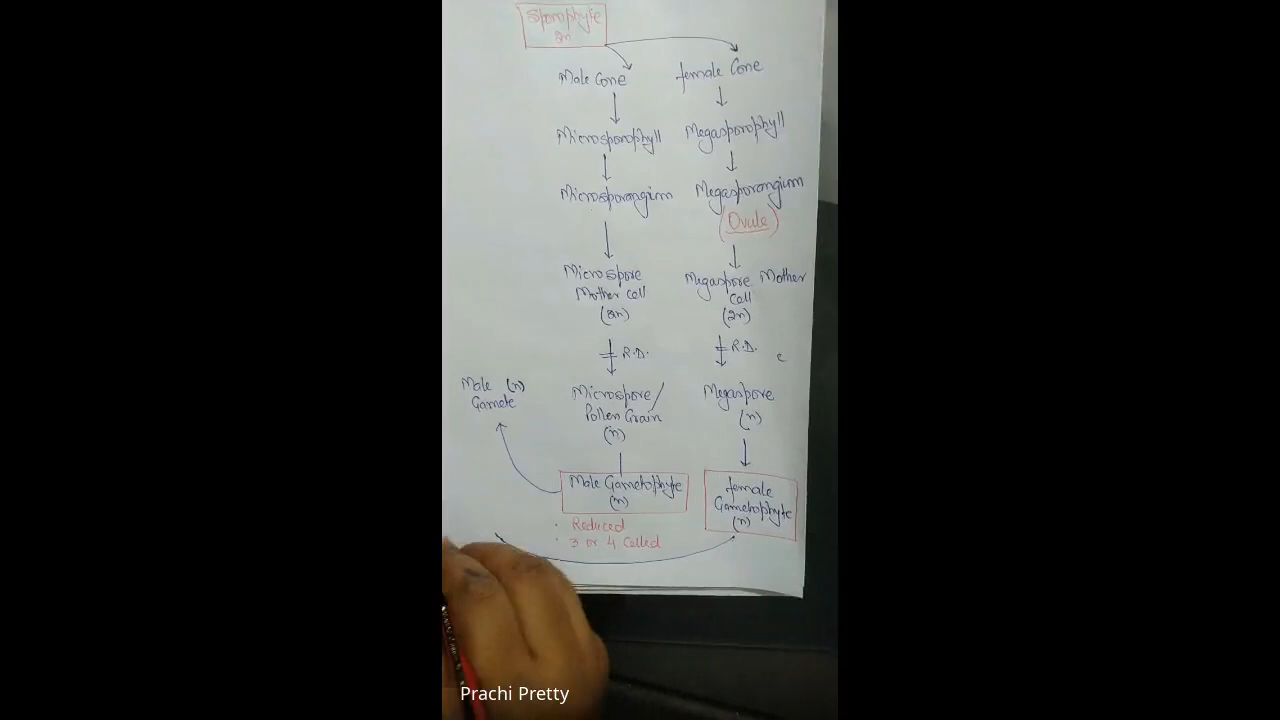 Sporophyte
2n
Male Cone
female Cone
Microsporophyll
Megasporophyll
Microsporangium
Megasporangium
(Ovule)
Microspore
Mother cell
(2n)
Megaspore Mother
Cell
(2n)
R.D.
R.D.
c
Male (n)
Gamete
Microspore/
Pollen Grain
(n)
Megaspore
(n)
Male Gametophyte
(n)
female
Gametophyte
(n)
· Reduced
· 3 or 4 Celled
Prachi Pretty